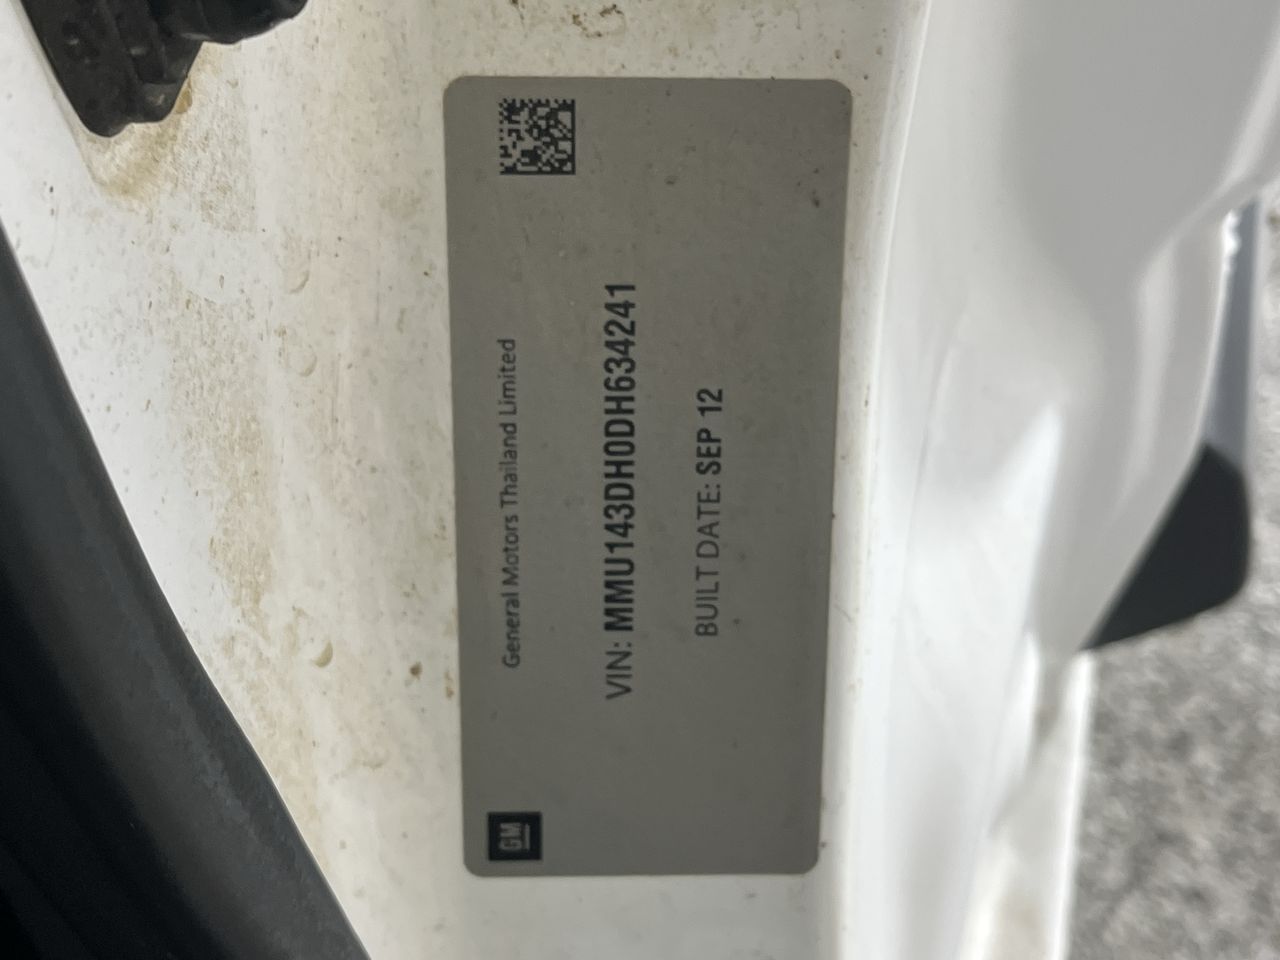 General Motors Thailand Limited
VIN: MMU143DH0DH634241
BUILT DATE: SEP 12
GM